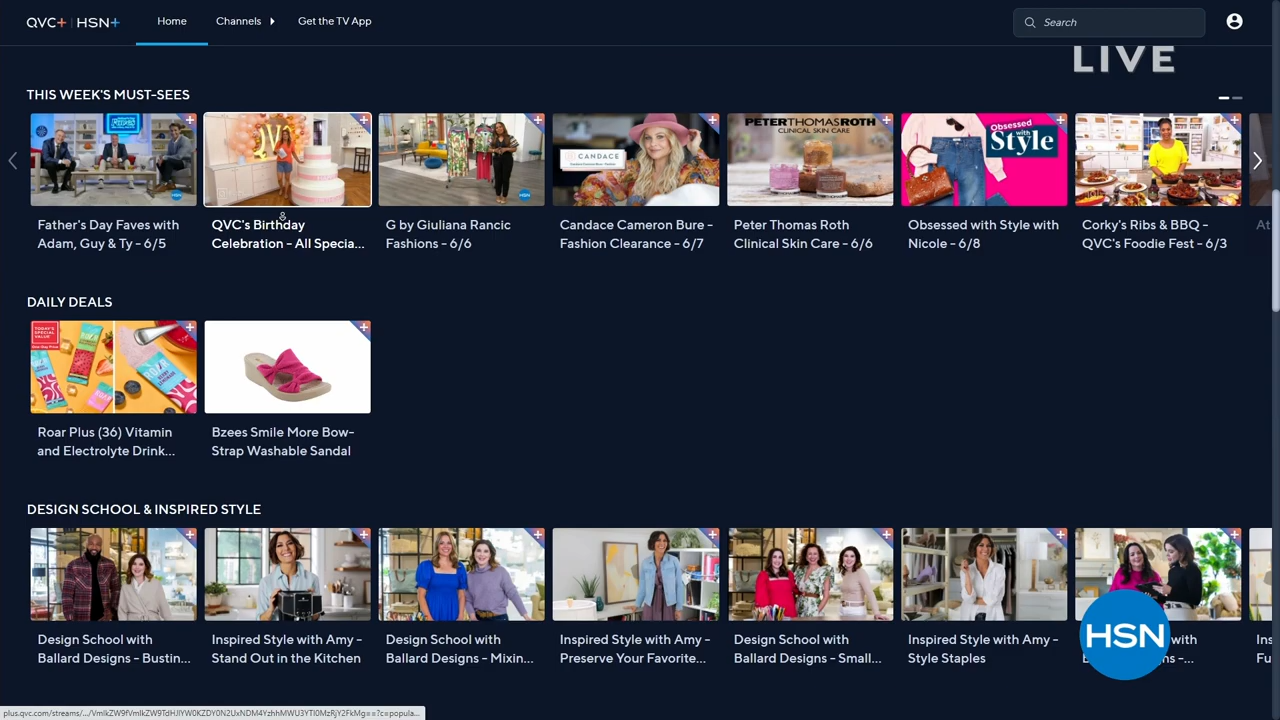 QVC+ | HSN+
Home
Channels
Get the TV App
Search
LIVE
THIS WEEK'S MUST-SEES
PETER THOMAS ROTH
CLINICAL SKIN CARE
Obsessed
with
Style
CANDACE
HSN
HSN
Father's Day Faves with
Adam, Guy & Ty - 6/5
QVC's Birthday
Celebration - All Specia...
G by Giuliana Rancic
Fashions - 6/6
Candace Cameron Bure -
Fashion Clearance - 6/7
Peter Thomas Roth
Clinical Skin Care - 6/6
Obsessed with Style with
Nicole - 6/8
Corky's Ribs & BBQ -
QVC's Foodie Fest - 6/3
At
DAILY DEALS
TODAY'S
SPECIAL
VALUE
Roar Plus (36) Vitamin
and Electrolyte Drink...
Bzees Smile More Bow-
Strap Washable Sandal
DESIGN SCHOOL & INSPIRED STYLE
Design School with
Ballard Designs - Bustin...
Inspired Style with Amy -
Stand Out in the Kitchen
Design School with
Ballard Designs - Mixin...
Inspired Style with Amy -
Preserve Your Favorite...
Design School with
Ballard Designs - Small...
Inspired Style with Amy -
Style Staples
with
HSN